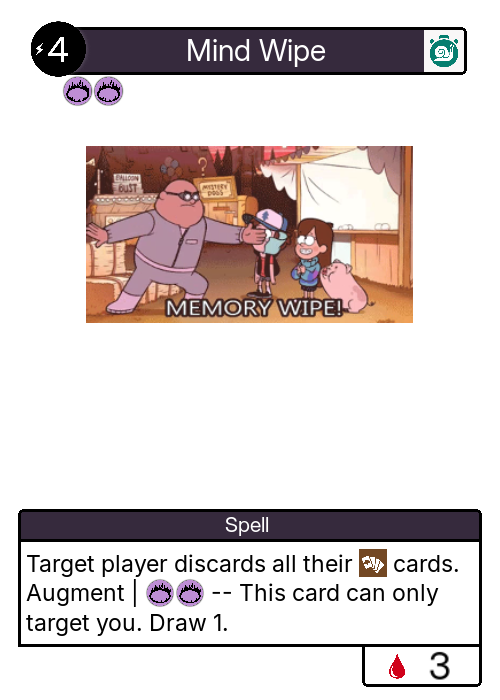 4
Mind Wipe
BALLOON
BUST
?
MYSTERY
DOGS
MEMORY WIPE!
Spell
Target player discards all their cards.
Augment | -- This card can only
target you. Draw 1.
3